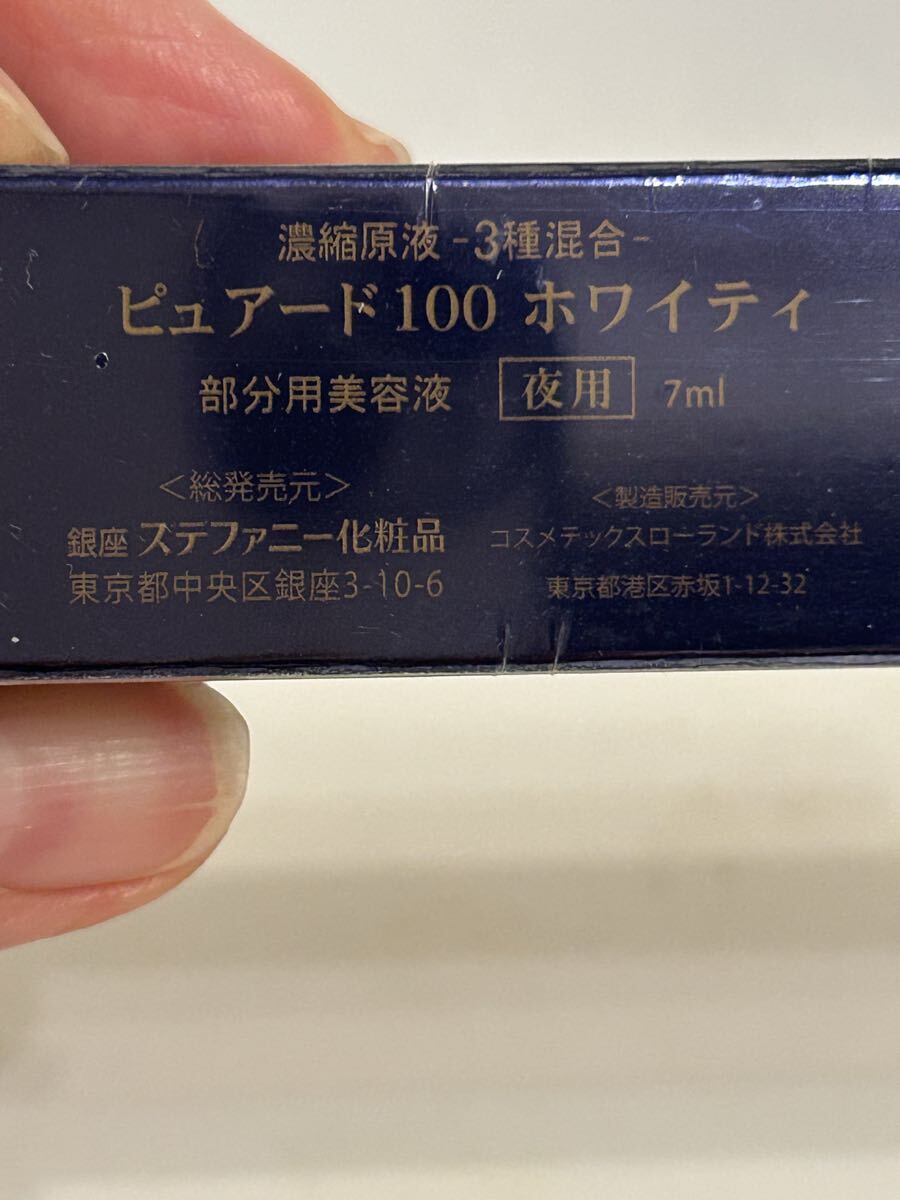 濃縮原液 -3種混合-
ピュアード100 ホワイティ
部分用美容液 夜用 7ml
<総発売元>
銀座 ステファニー化粧品
東京都中央区銀座3-10-6
<製造販売元>
コスメテックスローランド株式会社
東京都港区赤坂1-12-32